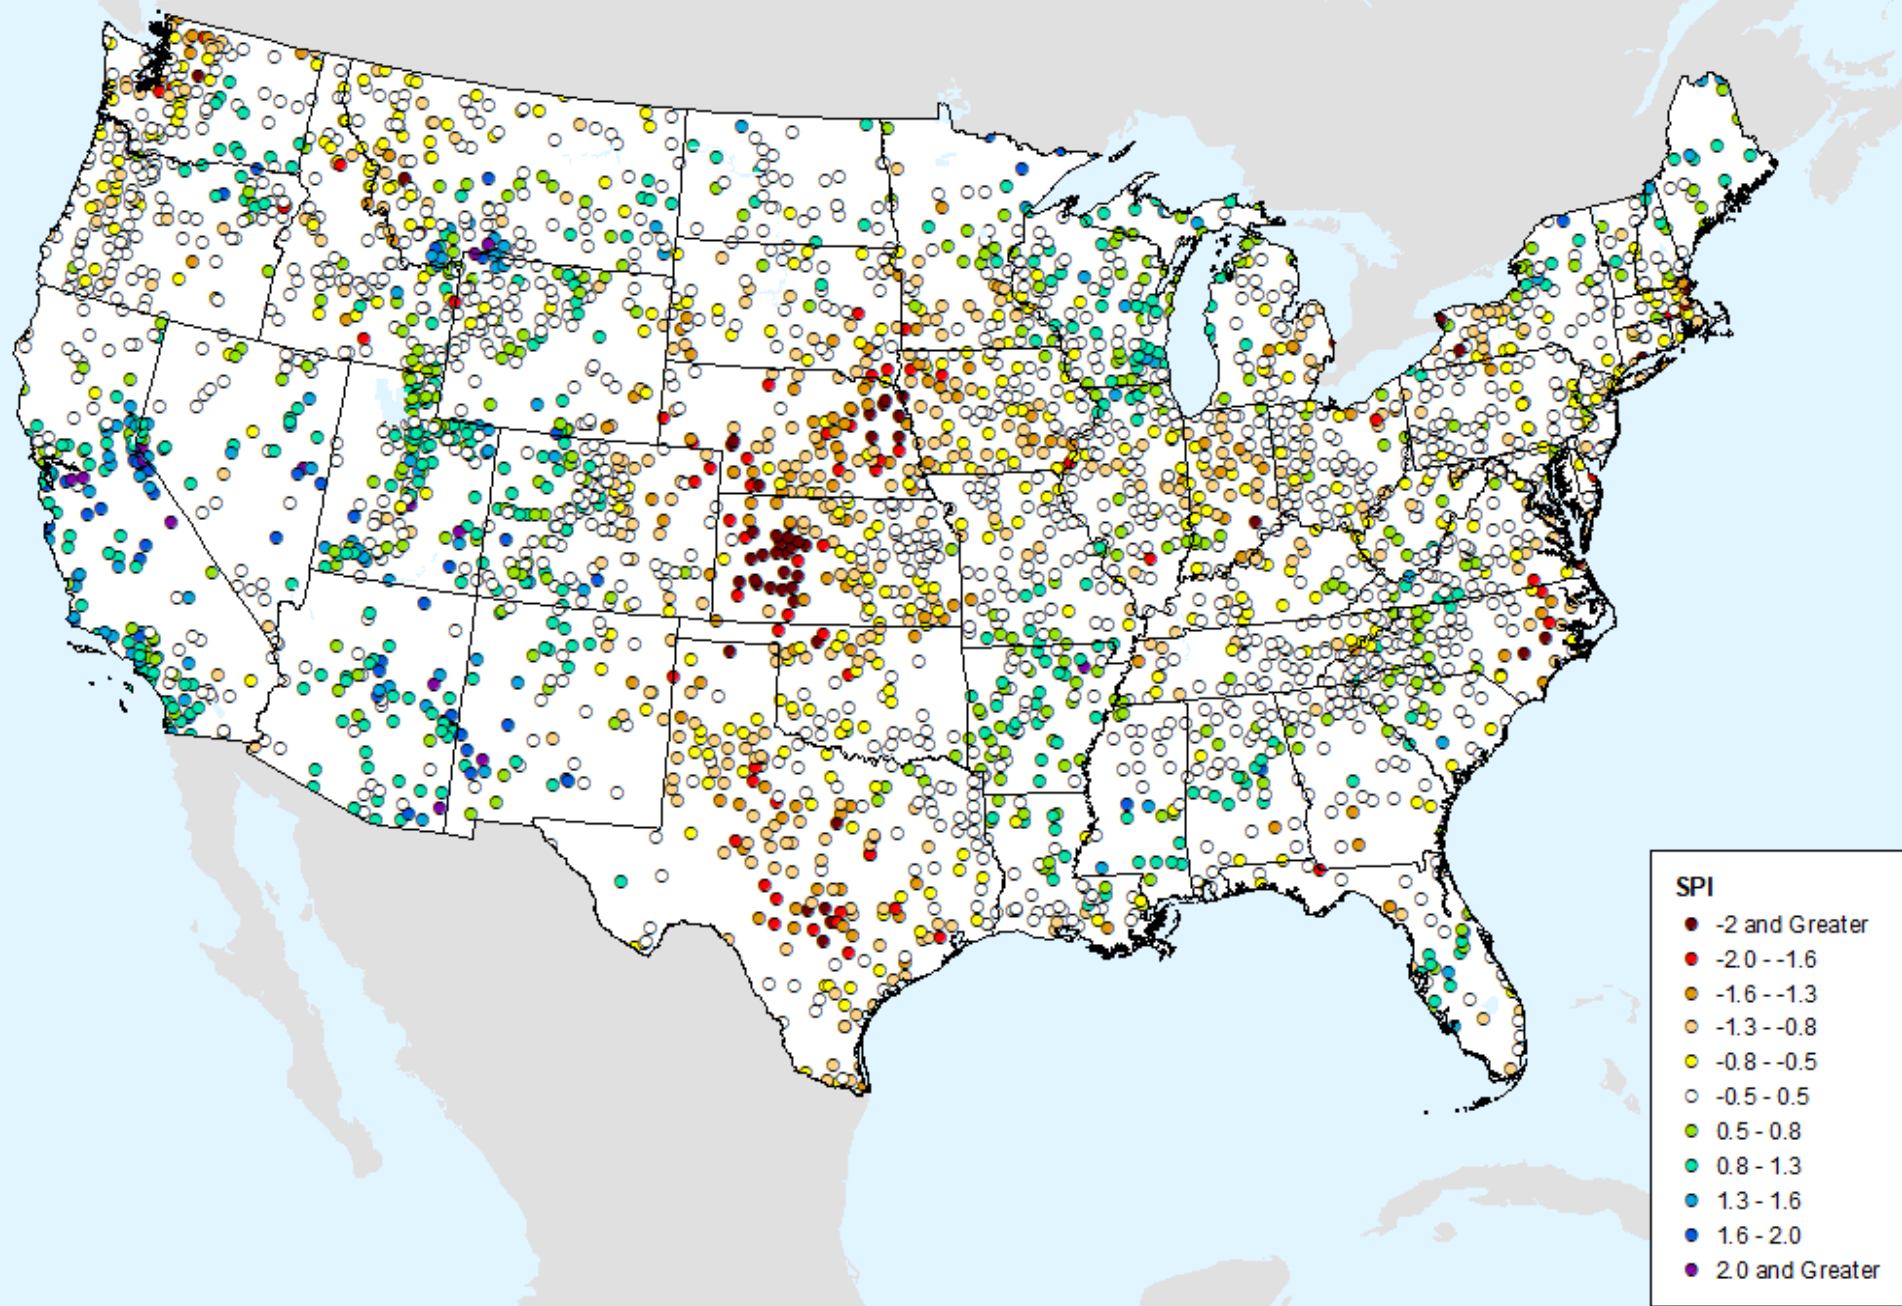 SPI
-2 and Greater
-2.0 - -1.6
-1.6 - -1.3
-1.3 - -0.8
-0.8 - -0.5
-0.5 - 0.5
0.5 - 0.8
0.8 - 1.3
1.3 - 1.6
1.6 - 2.0
2.0 and Greater